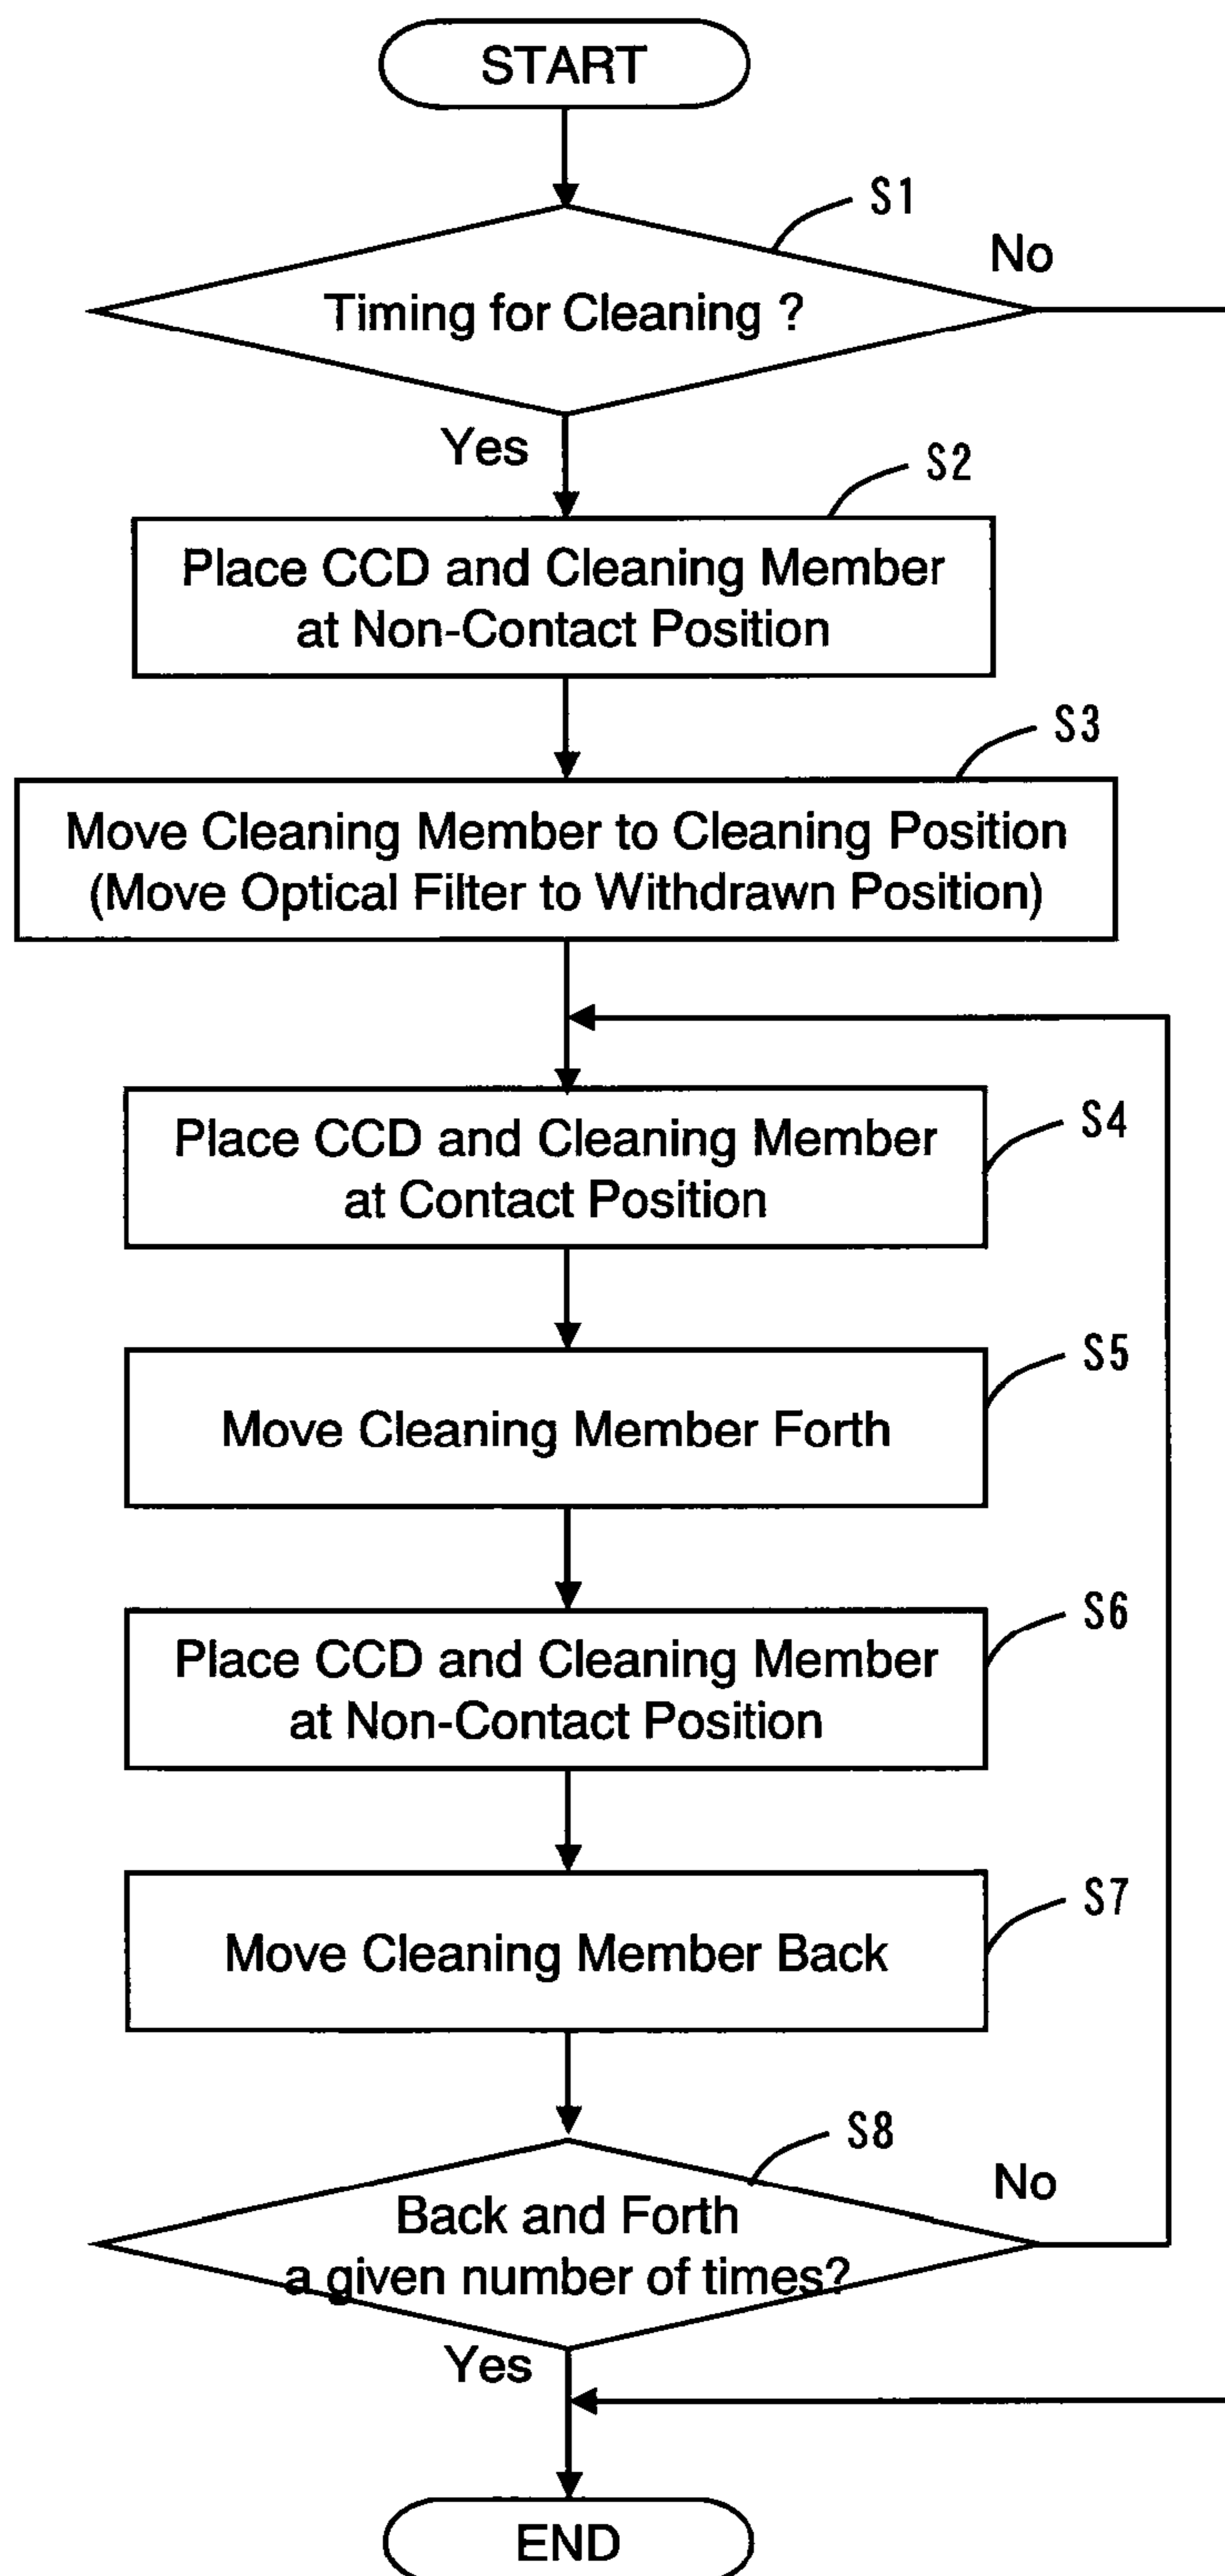 START
S1
No
Timing for Cleaning ?
Yes
S2
Place CCD and Cleaning Member
at Non-Contact Position
S3
Move Cleaning Member to Cleaning Position
(Move Optical Filter to Withdrawn Position)
S4
Place CCD and Cleaning Member
at Contact Position
S5
Move Cleaning Member Forth
S6
Place CCD and Cleaning Member
at Non-Contact Position
S7
Move Cleaning Member Back
S8
No
Back and Forth
a given number of times?
Yes
END